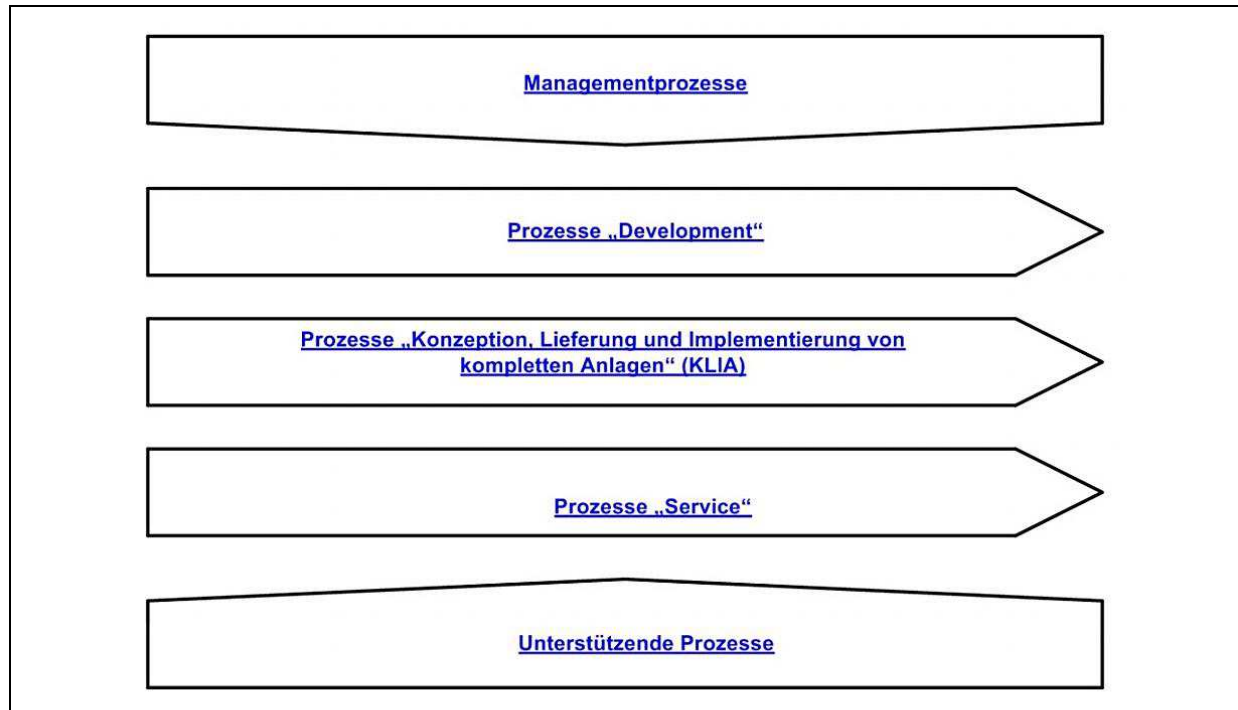 Managementprozesse
Prozesse „Development“
Prozesse „Konzeption, Lieferung und Implementierung von
kompletten Anlagen“ (KLIA)
Prozesse „Service“
Unterstützende Prozesse